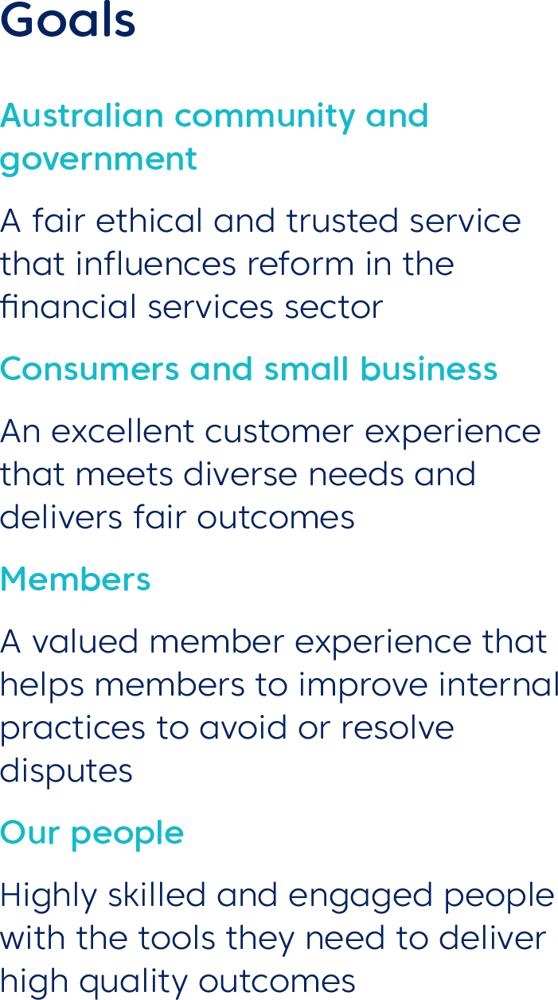 Goals
Australian community and
government
A fair ethical and trusted service
that influences reform in the
financial services sector
Consumers and small business
An excellent customer experience
that meets diverse needs and
delivers fair outcomes
Members
A valued member experience that
helps members to improve internal
practices to avoid or resolve
disputes
Our people
Highly skilled and engaged people
with the tools they need to deliver
high quality outcomes